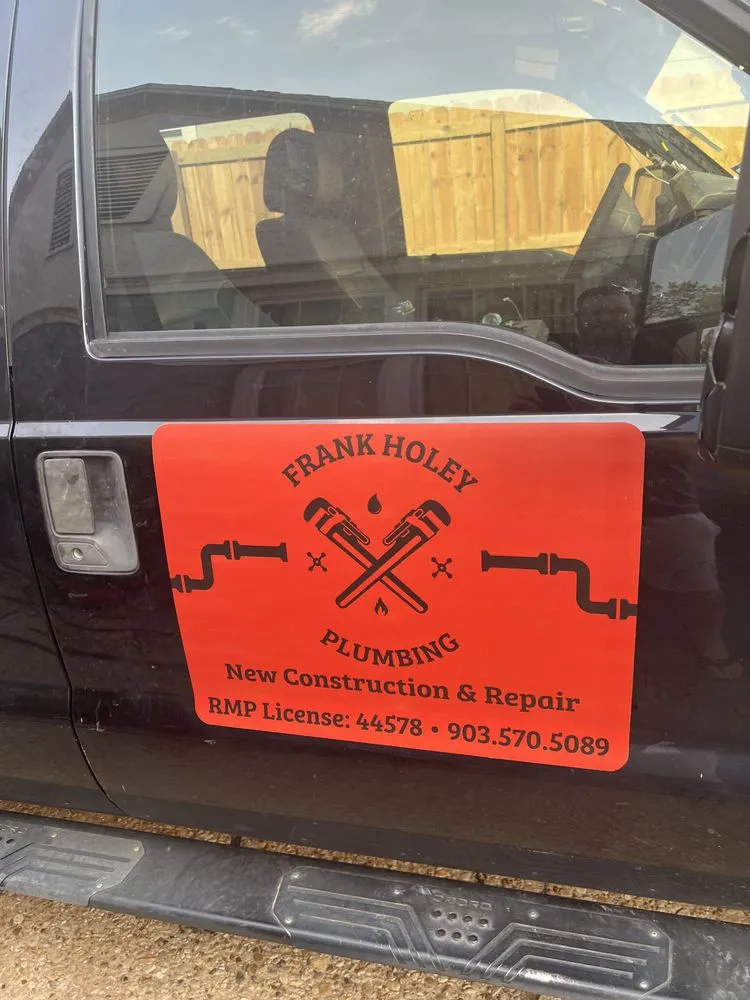 FRANK HOLEY
PLUMBING
New Construction & Repair
RMP License: 44578 • 903.570.5089